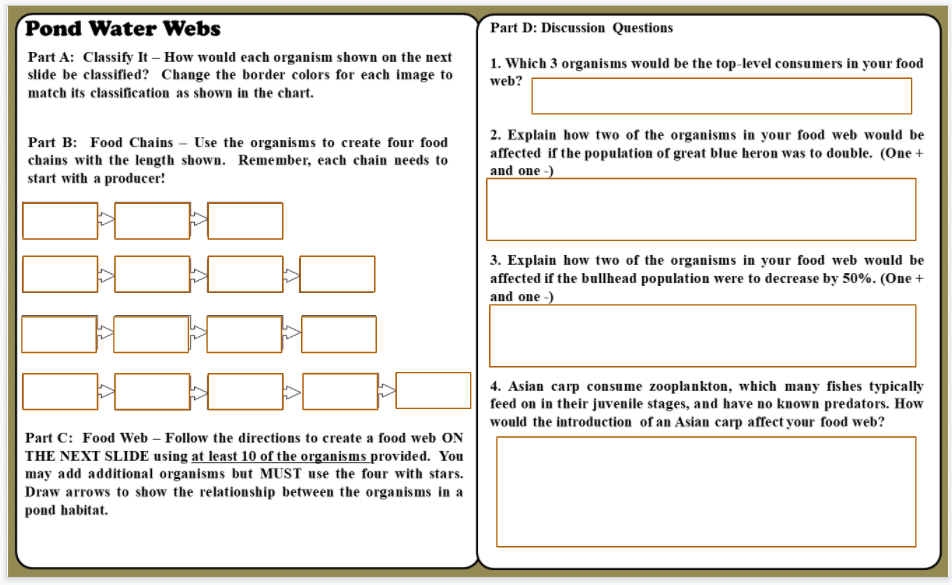 Pond Water Webs
Part A: Classify It – How would each organism shown on the next
slide be classified? Change the border colors for each image to
match its classification as shown in the chart.
Part B: Food Chains – Use the organisms to create four food
chains with the length shown. Remember, each chain needs to
start with a producer!
Part C: Food Web – Follow the directions to create a food web ON
THE NEXT SLIDE using at least 10 of the organisms provided. You
may add additional organisms but MUST use the four with stars.
Draw arrows to show the relationship between the organisms in a
pond habitat.
Part D: Discussion Questions
1. Which 3 organisms would be the top-level consumers in your food
web?
2. Explain how two of the organisms in your food web would be
affected if the population of great blue heron was to double. (One +
and one -)
3. Explain how two of the organisms in your food web would be
affected if the bullhead population were to decrease by 50%. (One +
and one -)
4. Asian carp consume zooplankton, which many fishes typically
feed on in their juvenile stages, and have no known predators. How
would the introduction of an Asian carp affect your food web?